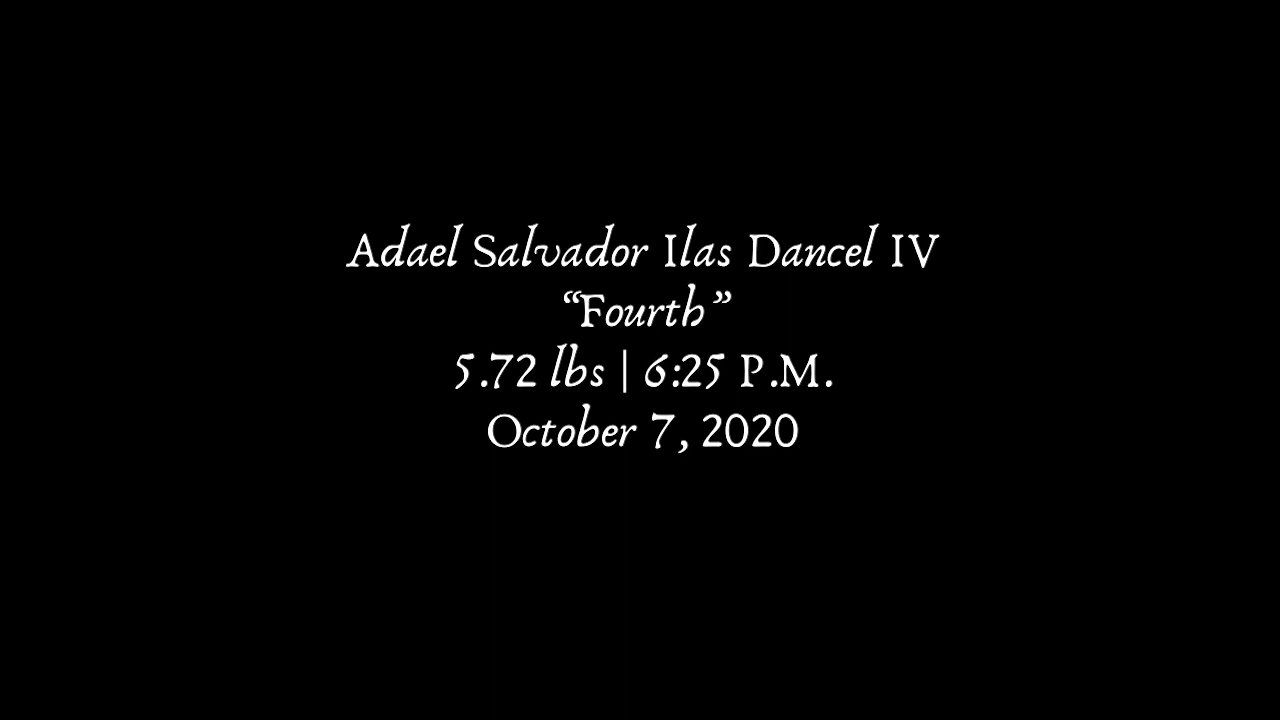 Adael Salvador Ilas Dancel IV
“Fourth”
5.72 lbs | 6:25 P.M.
October 7, 2020